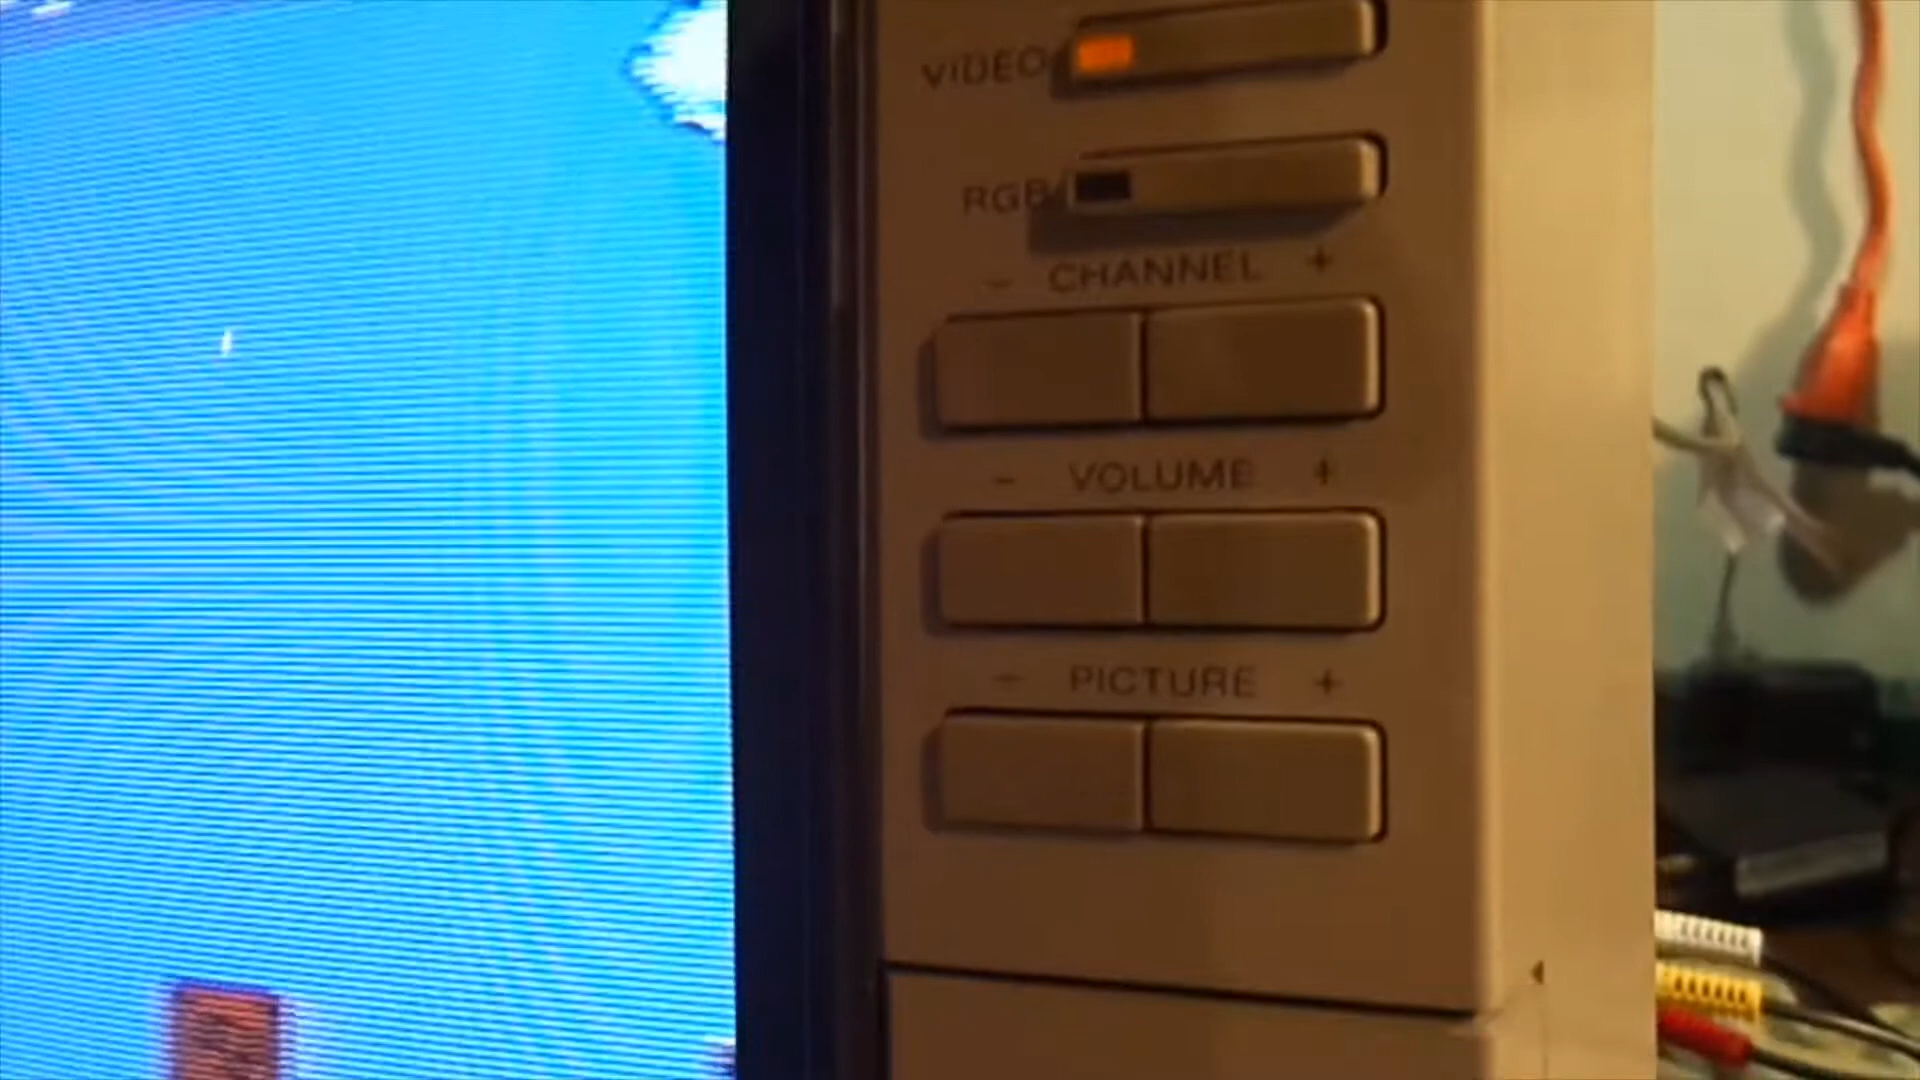 VIDEO
RGB
- CHANNEL +
- VOLUME +
- PICTURE +